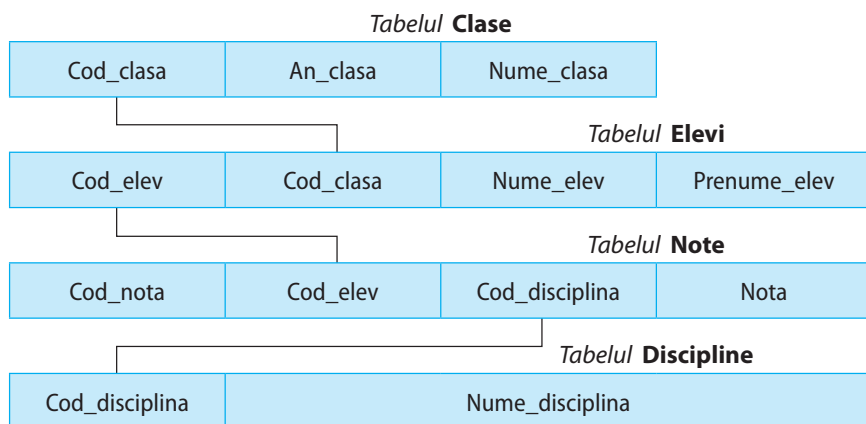 Tabelul Clase
Cod_clasa An_clasa Nume_clasa
Tabelul Elevi
Cod_elev Cod_clasa Nume_elev Prenume_elev
Tabelul Note
Cod_nota Cod_elev Cod_disciplina Nota
Tabelul Discipline
Cod_disciplina Nume_disciplina